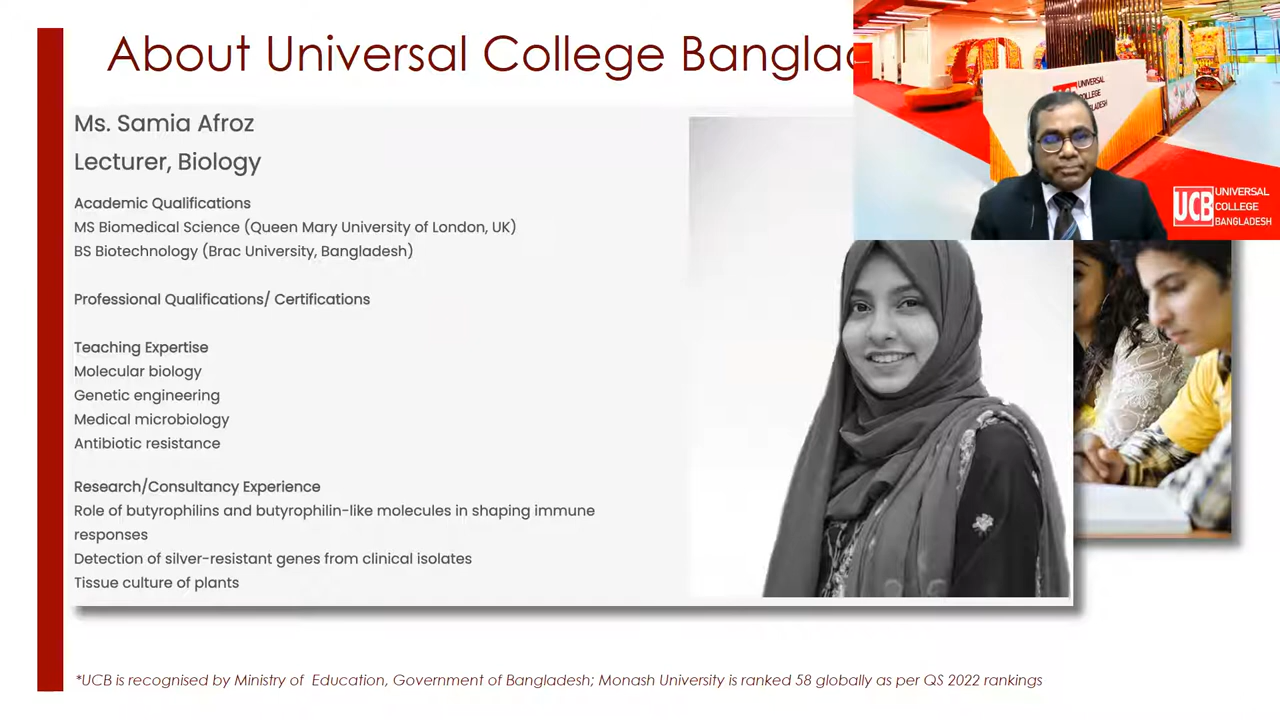 About Universal College
Ms. Samia Afroz
Lecturer, Biology
Academic Qualifications
MS Biomedical Science (Queen Mary University of London, UK)
BS Biotechnology (Brac University, Bangladesh)
Professional Qualifications/ Certifications
Teaching Expertise
Molecular biology
Genetic engineering
Medical microbiology
Antibiotic resistance
Research/Consultancy Experience
Role of butyrophilins and butyrophilin-like molecules in shaping immune
responses
Detection of silver-resistant genes from clinical isolates
Tissue culture of plants
*UCB is recognised by Ministry of Education, Government of Bangladesh; Monash University is ranked 58 globally as per QS 2022 rankings
UNIVERSAL
COLLEGE
UCB UNIVERSAL
COLLEGE
BANGLADESH